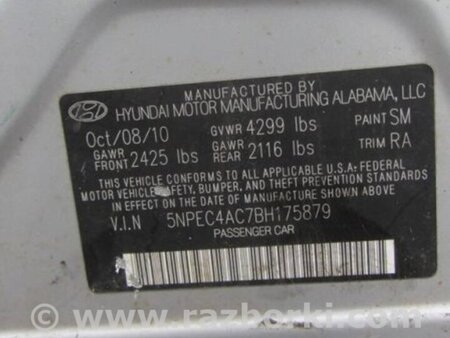 MANUFACTURED BY
HYUNDAI MOTOR MANUFACTURING ALABAMA, LLC
Oct/08/10 GVWR 4299 lbs PAINT SM
GAWR FRONT 2425 lbs GAWR REAR 2116 lbs TRIM RA
THIS VEHICLE CONFORMS TO ALL APPLICABLE U.S.A. FEDERAL
MOTOR VEHICLE SAFETY, BUMPER, AND THEFT PREVENTION
STANDARDS IN EFFECT ON THE DATE OF MANUFACTURE SHOWN ABOVE.
V.I.N 5NPEC4AC7BH175879
PASSENGER CAR
© www.razborki.com